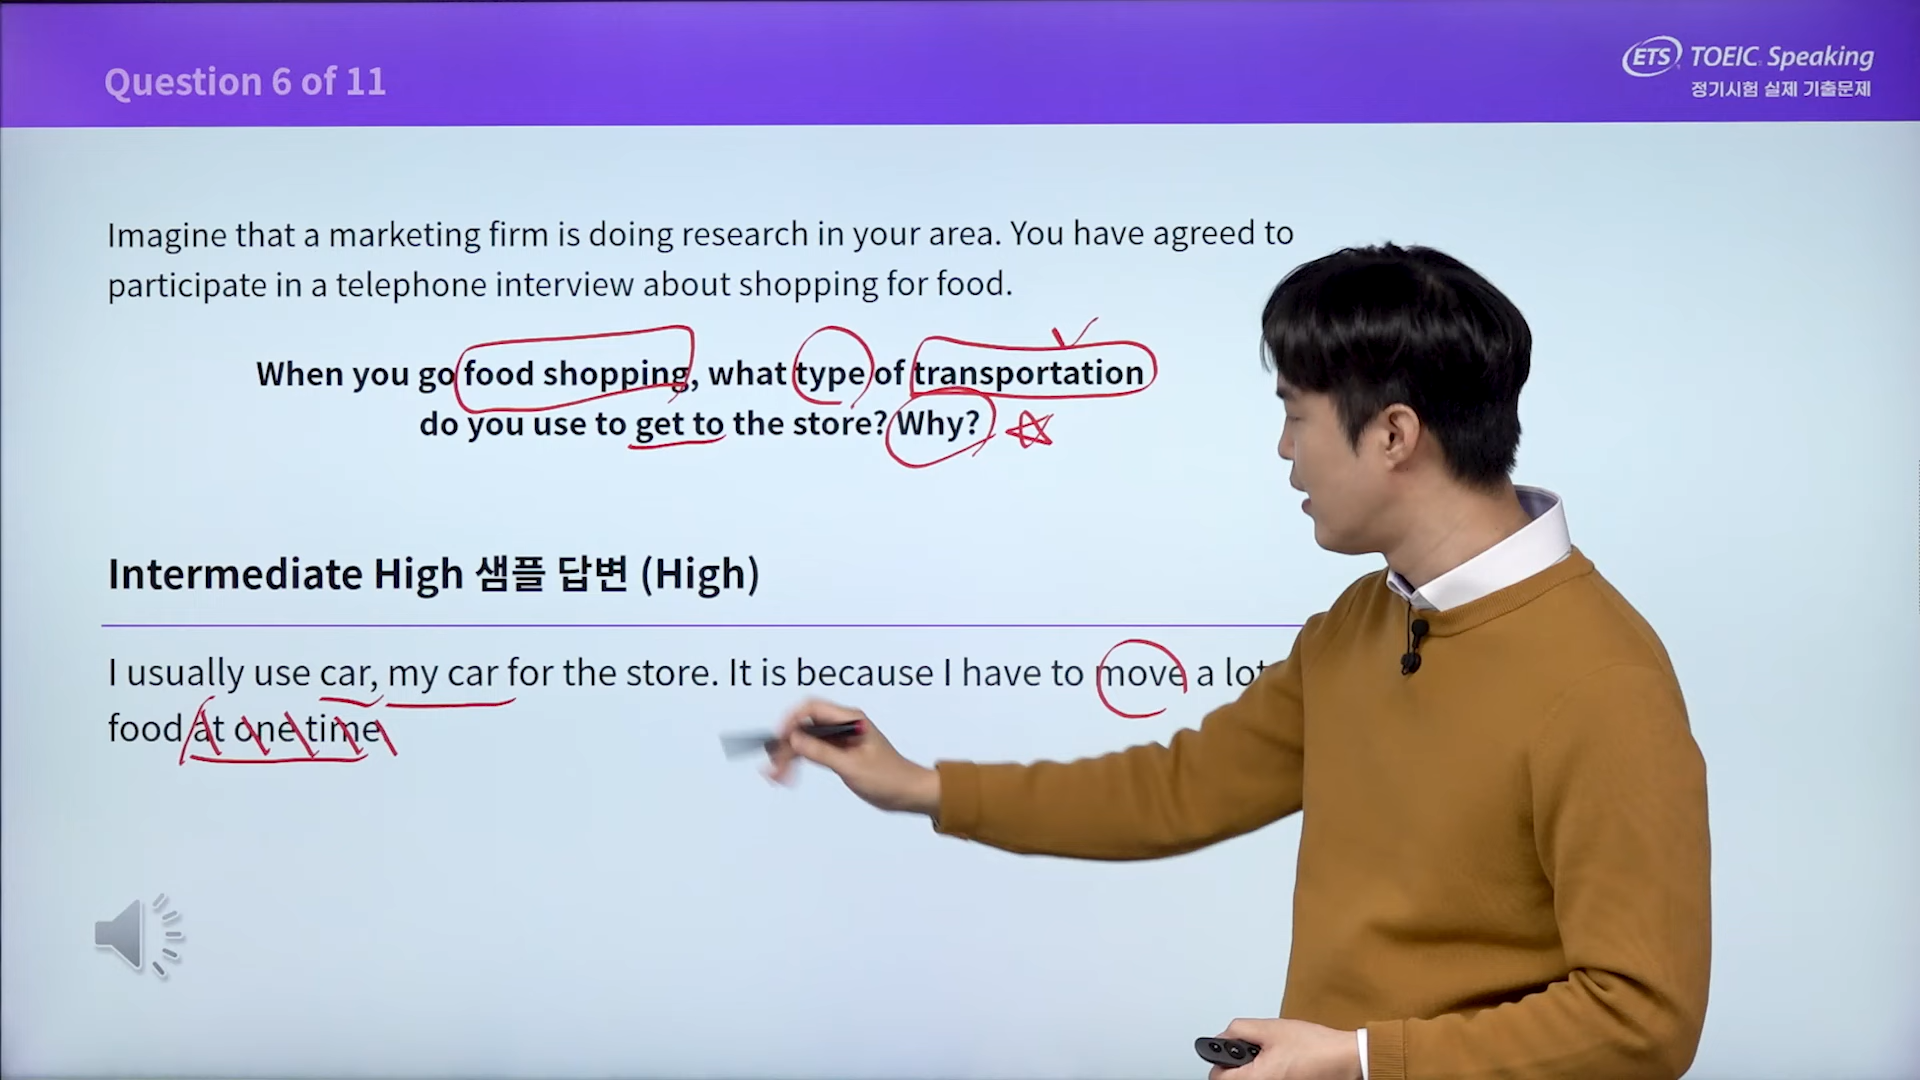 Question 6 of 11
ETS TOEIC Speaking
정기시험 실제 기출문제
Imagine that a marketing firm is doing research in your area. You have agreed to
participate in a telephone interview about shopping for food.
When you go food shopping, what type of transportation
do you use to get to the store? Why?
Intermediate High 샘플 답변 (High)
I usually use car, my car for the store. It is because I have to move a lot
food at one time